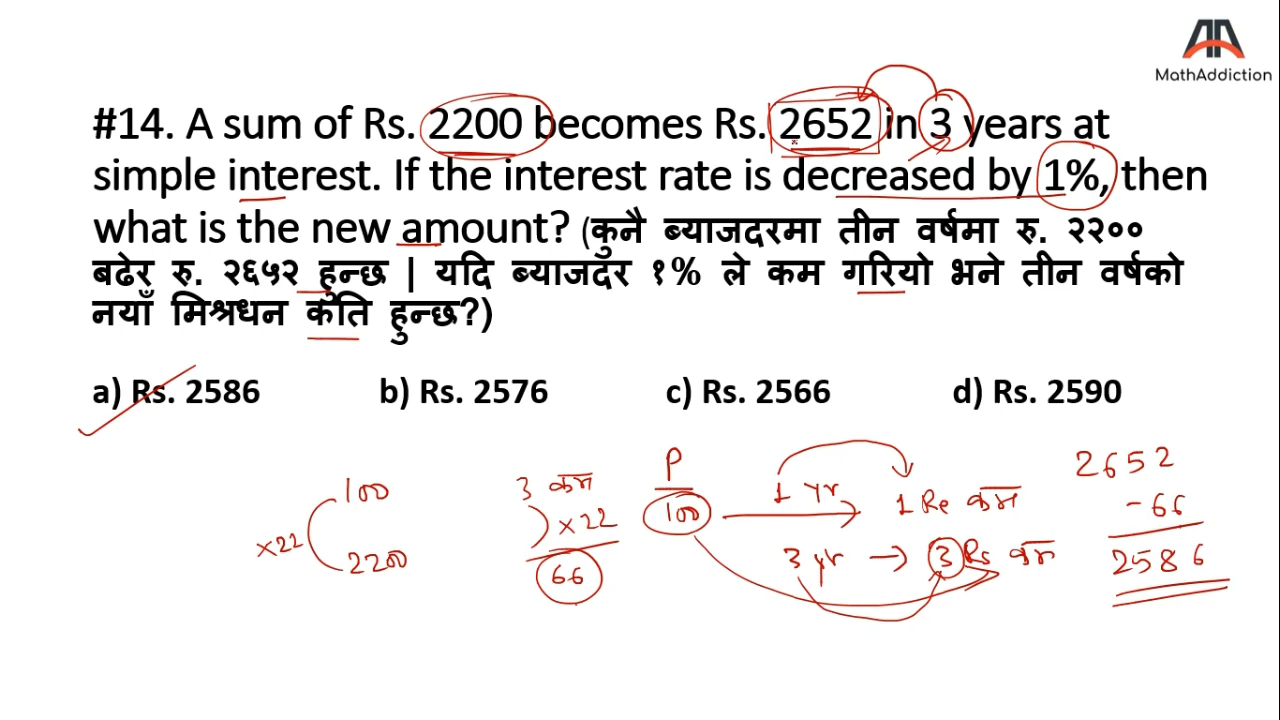 MathAddiction
#14. A sum of Rs. 2200 becomes Rs. 2652 in 3 years at
simple interest. If the interest rate is decreased by 1%, then
what is the new amount? (कुनै ब्याजदरमा तीन वर्षमा रु. २२००
बढेर रु. २६५२ हुन्छ | यदि ब्याजदर १% ले कम गरियो भने तीन वर्षको
नयाँ मिश्रधन कति हुन्छ?)
a) Rs. 2586 b) Rs. 2576 c) Rs. 2566 d) Rs. 2590
100
×22
2200
3 कम
×22
66
P
100 1 yr 1 Re कम
3 yr → 3 Rs कम
2652
-66
2586